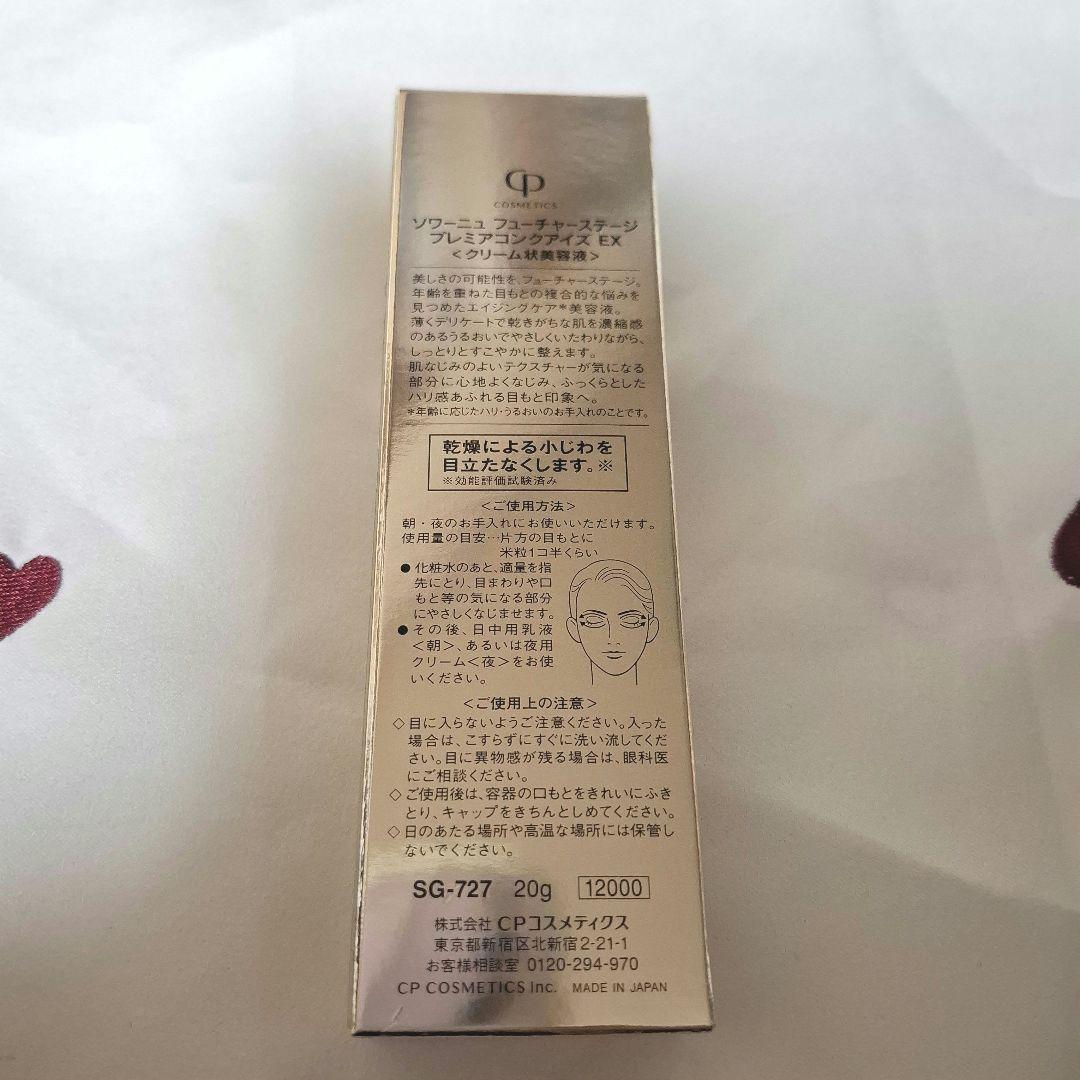 CP
COSMETICS
ソワーニュ フューチャーステージ
プレミアコンクアイズ EX
＜クリーム状美容液＞
美しさの可能性を、フューチャーステージ。
年齢を重ねた目もとの複合的な悩みを
見つめたエイジングケア*美容液。
薄くデリケートで乾きがちな肌を濃縮感
のあるうるおいでやさしくいたわりながら、
しっとりとすこやかに整えます。
肌なじみのよいテクスチャーが気になる
部分に心地よくなじみ、ふっくらとした
ハリ感あふれる目もと印象へ。
*年齢に応じたハリ・うるおいのお手入れのことです。
乾燥による小じわを
目立たなくします。※
※効能評価試験済み
＜ご使用方法＞
朝・夜のお手入れにお使いいただけます。
使用量の目安…片方の目もとに
米粒1コ半くらい
● 化粧水のあと、適量を指
先にとり、目まわりや口
もと等の気になる部分
にやさしくなじませます。
● その後、日中用乳液
＜朝＞、あるいは夜用
クリーム＜夜＞をお使
いください。
＜ご使用上の注意＞
◇ 目に入らないようご注意ください。入った
場合は、こすらずにすぐに洗い流してくだ
さい。目に異物感が残る場合は、眼科医
にご相談ください。
◇ ご使用後は、容器の口もとをきれいにふき
とり、キャップをきちんとしめてください。
◇ 日のあたる場所や高温な場所には保管し
ないでください。
SG-727 20g 12000
株式会社 CPコスメティクス
東京都新宿区北新宿2-21-1
お客様相談室 0120-294-970
CP COSMETICS Inc. MADE IN JAPAN